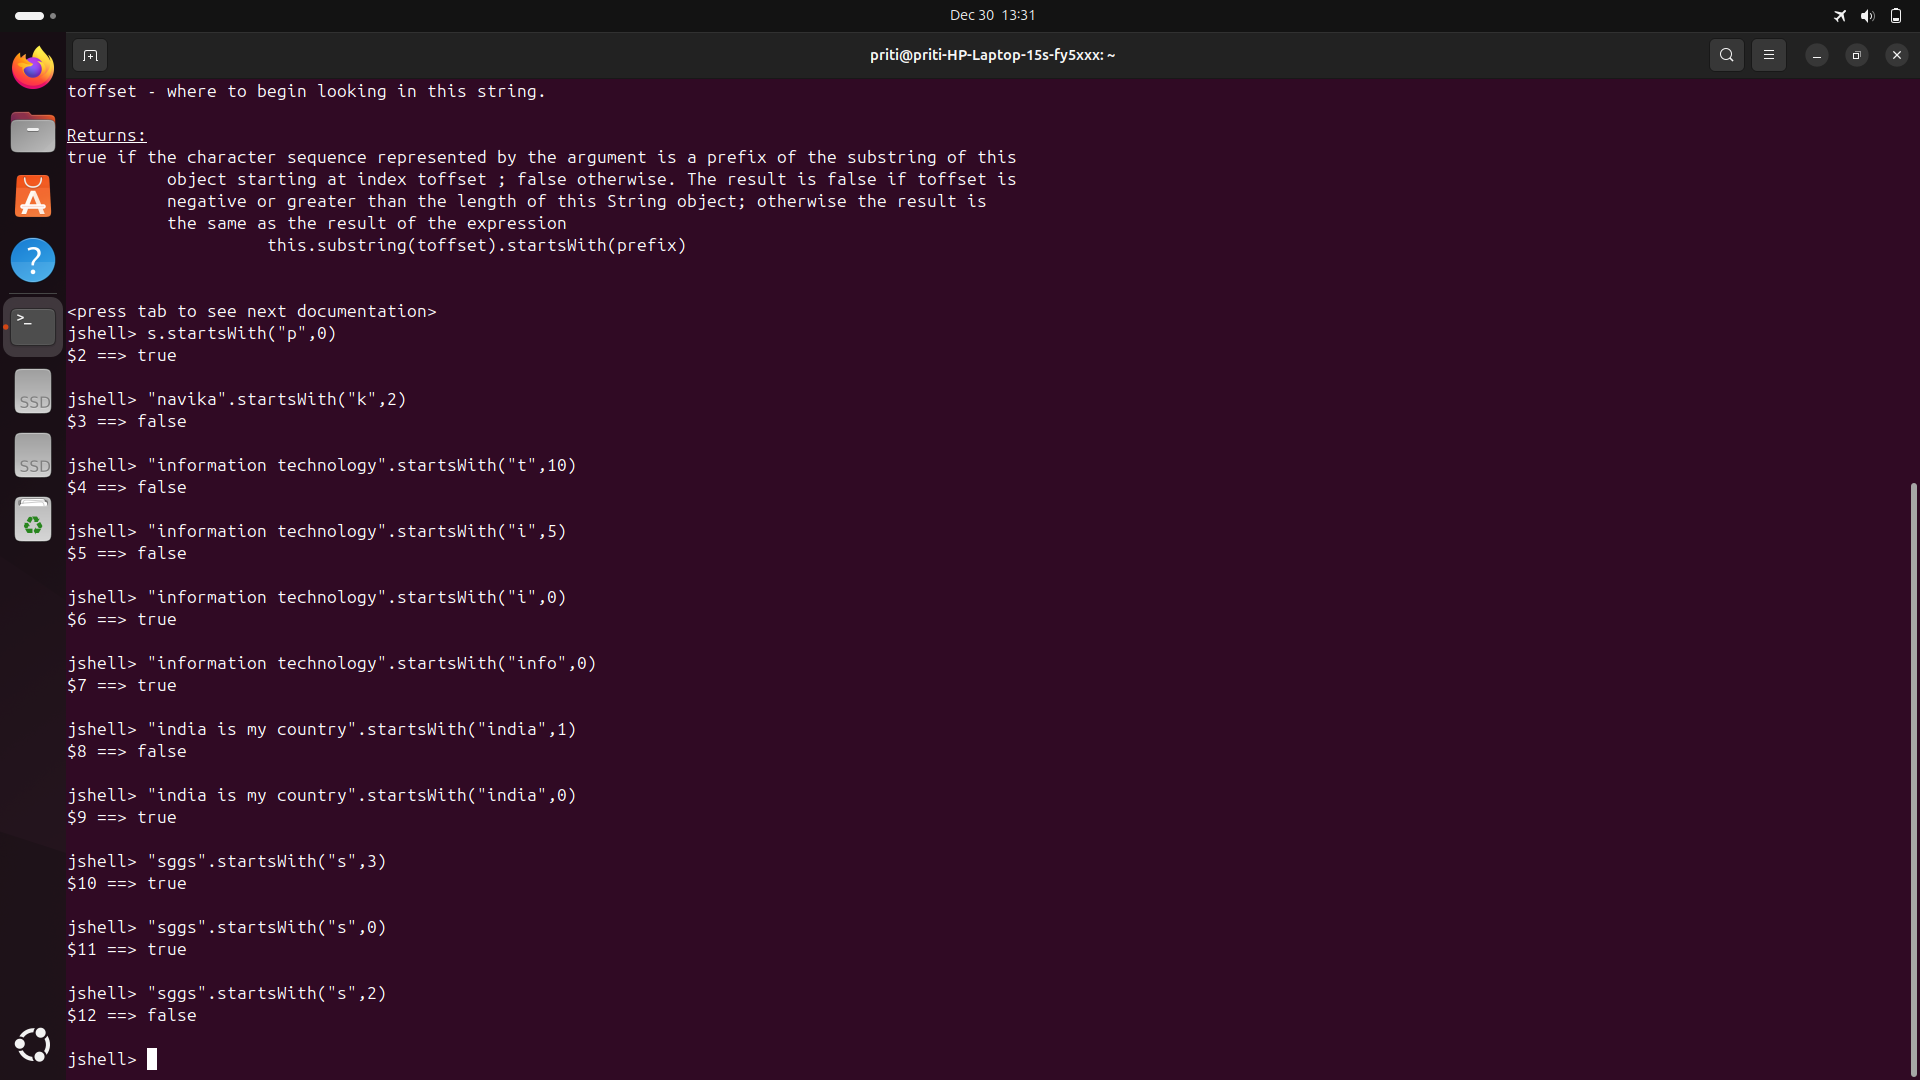 Dec 30 13:31
priti@priti-HP-Laptop-15s-fy5xxx: ~
toffset - where to begin looking in this string.
Returns:
true if the character sequence represented by the argument is a prefix of the substring of this
object starting at index toffset ; false otherwise. The result is false if toffset is
negative or greater than the length of this String object; otherwise the result is
the same as the result of the expression
this.substring(toffset).startsWith(prefix)
<press tab to see next documentation>
jshell> s.startsWith("p",0)
$2 ==> true
jshell> "navika".startsWith("k",2)
$3 ==> false
jshell> "information technology".startsWith("t",10)
$4 ==> false
jshell> "information technology".startsWith("i",5)
$5 ==> false
jshell> "information technology".startsWith("i",0)
$6 ==> true
jshell> "information technology".startsWith("info",0)
$7 ==> true
jshell> "india is my country".startsWith("india",1)
$8 ==> false
jshell> "india is my country".startsWith("india",0)
$9 ==> true
jshell> "sggs".startsWith("s",3)
$10 ==> true
jshell> "sggs".startsWith("s",0)
$11 ==> true
jshell> "sggs".startsWith("s",2)
$12 ==> false
jshell>
SSD
SSD